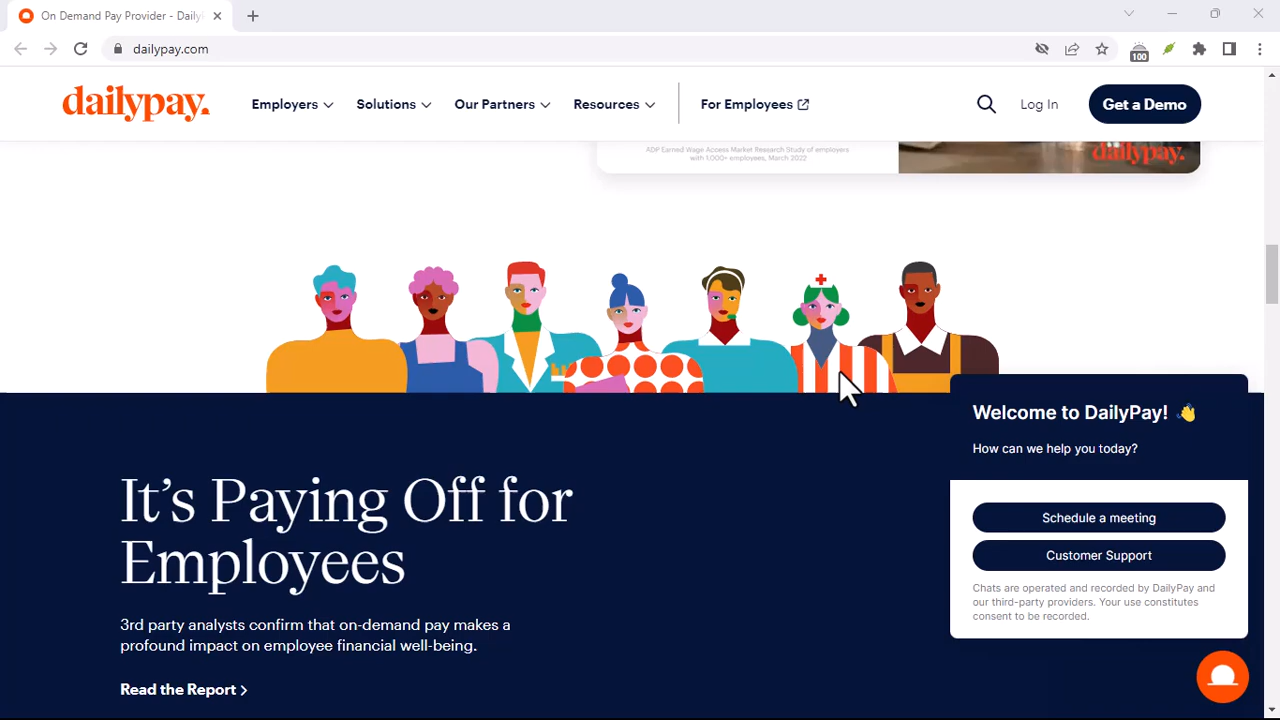 On Demand Pay Provider - Daily
dailypay.com
100
dailypay.
Employers
Solutions
Our Partners
Resources
For Employees
Log In
Get a Demo
ADP Earned Wage Access Market Research Study of employers
with 1,000+ employees, March 2022
dailypay.
It's Paying Off for
Employees
3rd party analysts confirm that on-demand pay makes a
profound impact on employee financial well-being.
Read the Report
Welcome to DailyPay! 👋
How can we help you today?
Schedule a meeting
Customer Support
Chats are operated and recorded by DailyPay and
our third-party providers. Your use constitutes
consent to be recorded.